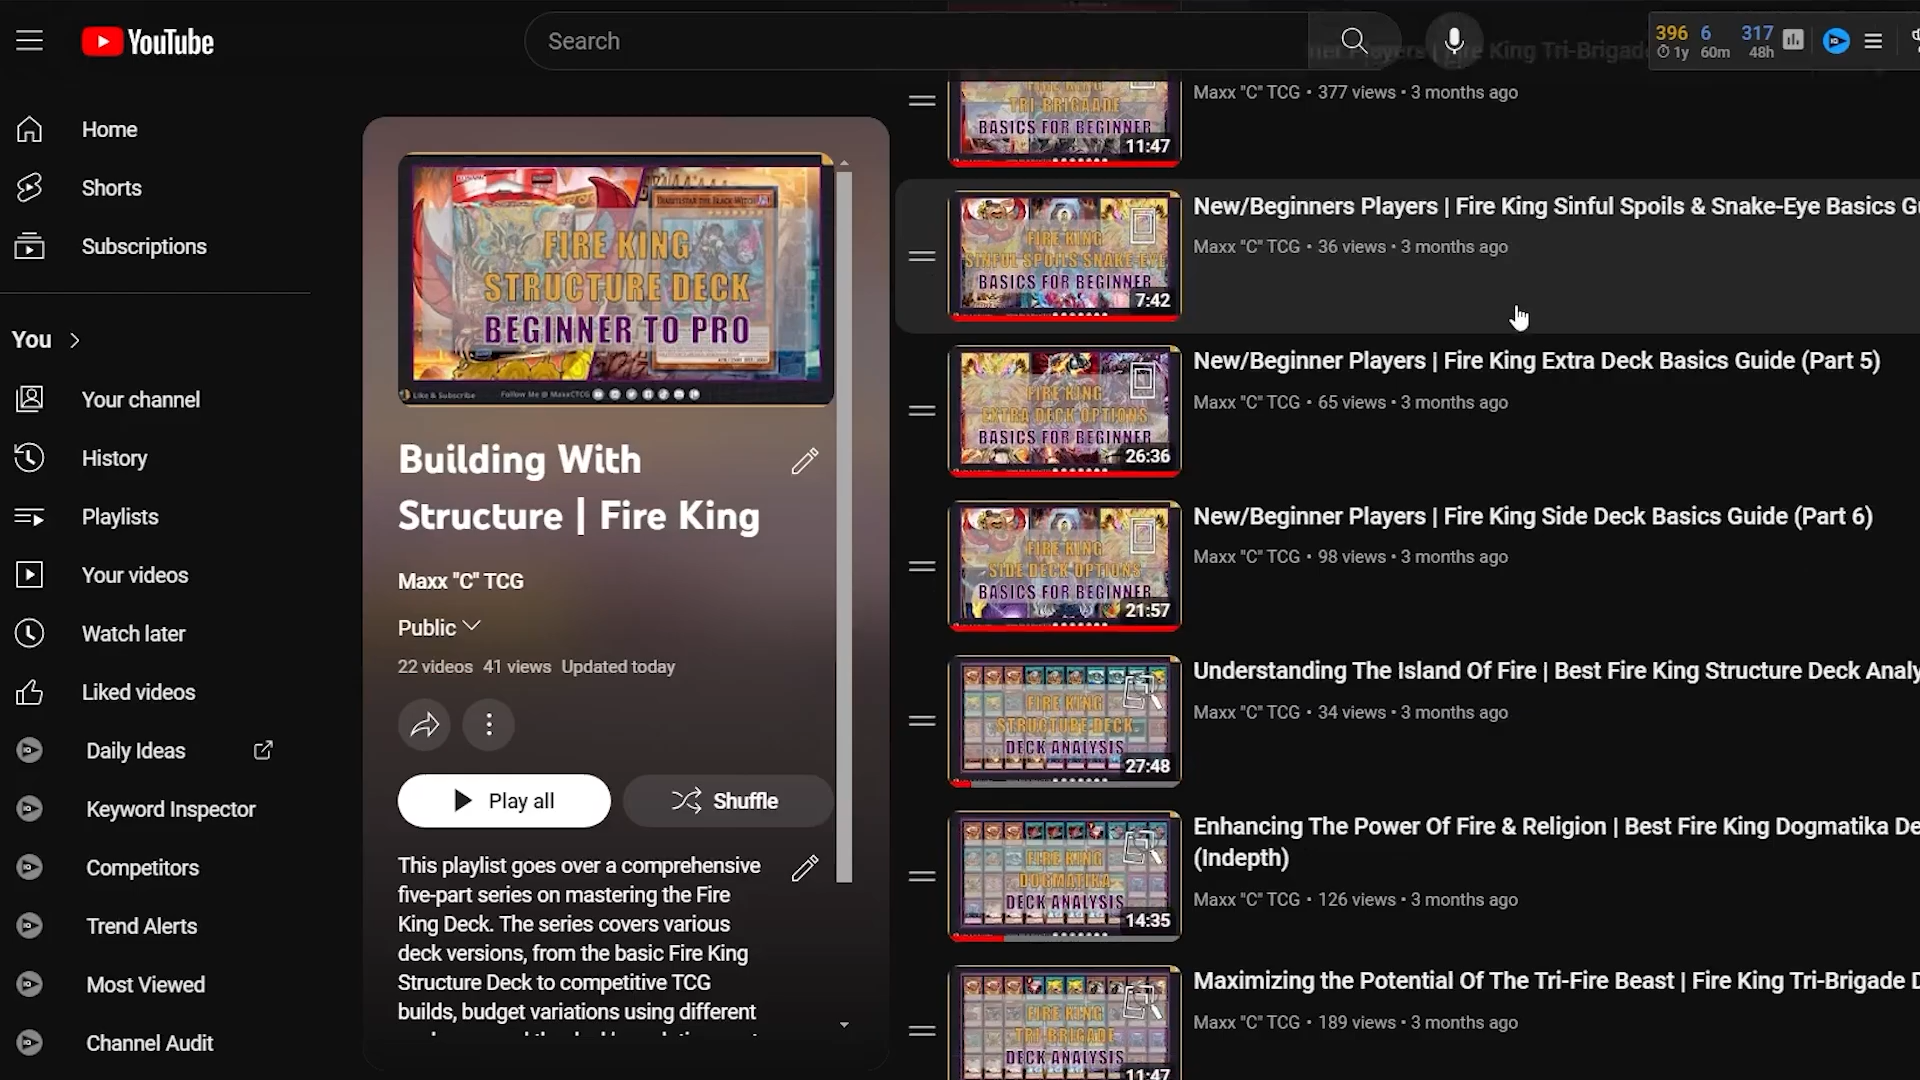 YouTube
Search
396 6 317
1y 60m 48h
Home
Shorts
Subscriptions
You
Your channel
History
Playlists
Your videos
Watch later
Liked videos
Daily Ideas
Keyword Inspector
Competitors
Trend Alerts
Most Viewed
Channel Audit
FIRE KING
STRUCTURE DECK
BEGINNER TO PRO
Like & Subscribe Follow Me @ MaxxCTCG
Building With
Structure | Fire King
Maxx "C" TCG
Public
22 videos 41 views Updated today
Play all
Shuffle
This playlist goes over a comprehensive
five-part series on mastering the Fire
King Deck. The series covers various
deck versions, from the basic Fire King
Structure Deck to competitive TCG
builds, budget variations using different
TRI-BRIGAADE
BASICS FOR BEGINNER
11:47
Fire King Tri-Brigade
Maxx "C" TCG • 377 views • 3 months ago
FIRE KING
SINFUL SPOILS SNAKE-EYE
BASICS FOR BEGINNER
7:42
New/Beginners Players | Fire King Sinful Spoils & Snake-Eye Basics G
Maxx "C" TCG • 36 views • 3 months ago
FIRE KING
EXTRA DECK OPTIONS
BASICS FOR BEGINNER
26:36
New/Beginner Players | Fire King Extra Deck Basics Guide (Part 5)
Maxx "C" TCG • 65 views • 3 months ago
FIRE KING
SIDE DECK OPTIONS
BASICS FOR BEGINNER
21:57
New/Beginner Players | Fire King Side Deck Basics Guide (Part 6)
Maxx "C" TCG • 98 views • 3 months ago
FIRE KING
STRUCTURE DECK
DECK ANALYSIS
27:48
Understanding The Island Of Fire | Best Fire King Structure Deck Analy
Maxx "C" TCG • 34 views • 3 months ago
FIRE KING
DOGMATIKA
DECK ANALYSIS
14:35
Enhancing The Power Of Fire & Religion | Best Fire King Dogmatika De
(Indepth)
Maxx "C" TCG • 126 views • 3 months ago
FIRE KING
TRI-BRIGADE
DECK ANALYSIS
11:47
Maximizing the Potential Of The Tri-Fire Beast | Fire King Tri-Brigade D
Maxx "C" TCG • 189 views • 3 months ago